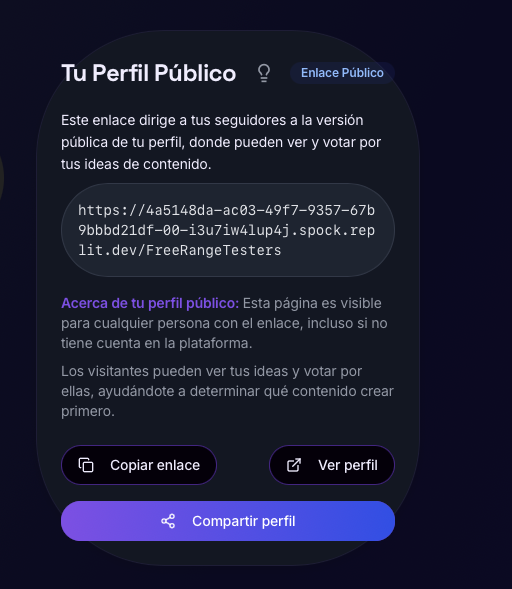 Tu Perfil Público
Enlace Público
Este enlace dirige a tus seguidores a la versión
pública de tu perfil, donde pueden ver y votar por
tus ideas de contenido.
https://4a5148da-ac03-49f7-9357-67b
9bbbd21df-00-i3u7iw4lup4j.spock.rep
lit.dev/FreeRangeTesters
Acerca de tu perfil público: Esta página es visible
para cualquier persona con el enlace, incluso si no
tiene cuenta en la plataforma.
Los visitantes pueden ver tus ideas y votar por
ellas, ayudándote a determinar qué contenido crear
primero.
Copiar enlace
Ver perfil
Compartir perfil